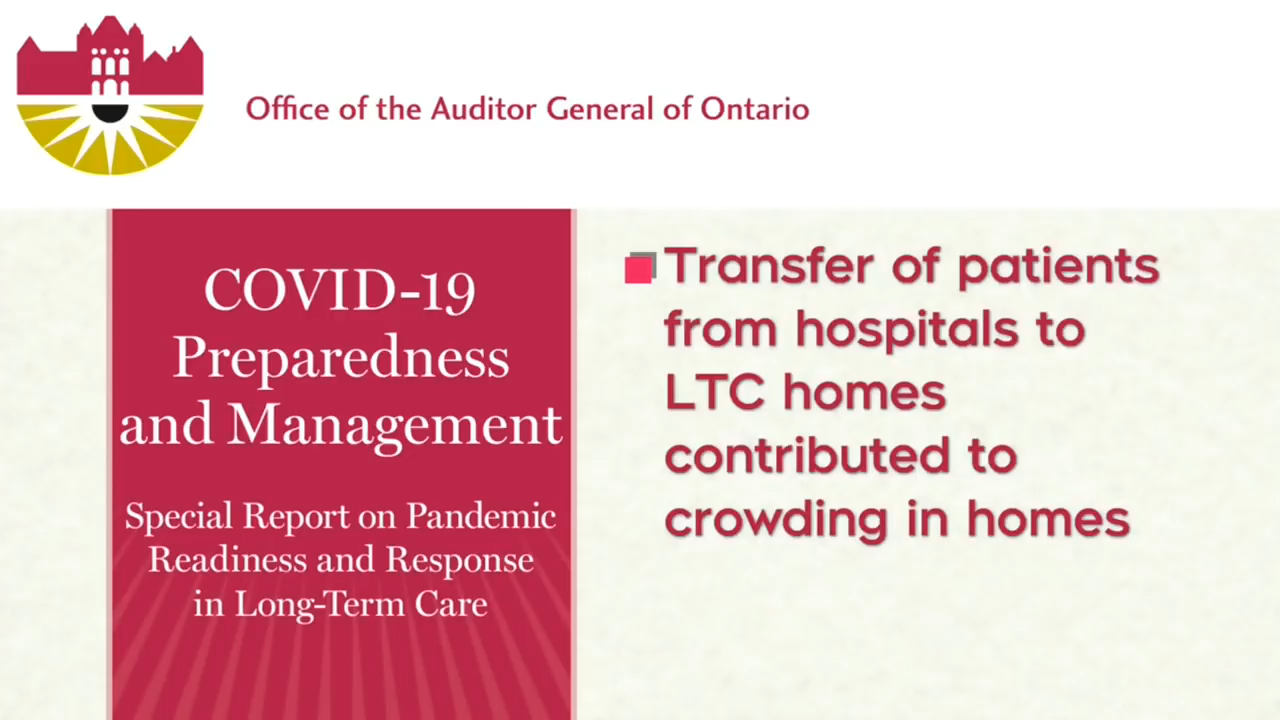 Office of the Auditor General of Ontario
COVID-19
Preparedness
and Management
Special Report on Pandemic
Readiness and Response
in Long-Term Care
Transfer of patients
from hospitals to
LTC homes
contributed to
crowding in homes